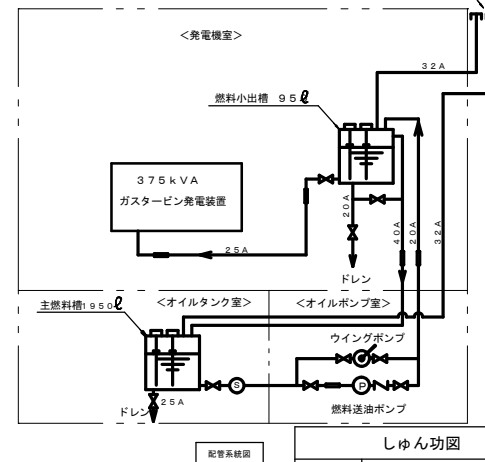 <発電機室>
32A
燃料小出槽 95ℓ
375kVA
ガスタービン発電装置
25A
20A
40A
20A
32A
ドレン
主燃料槽1950ℓ
<オイルタンク室>
<オイルポンプ室>
ウイングポンプ
S
P
25A
ドレン
燃料送油ポンプ
配管系統図
しゅん功図